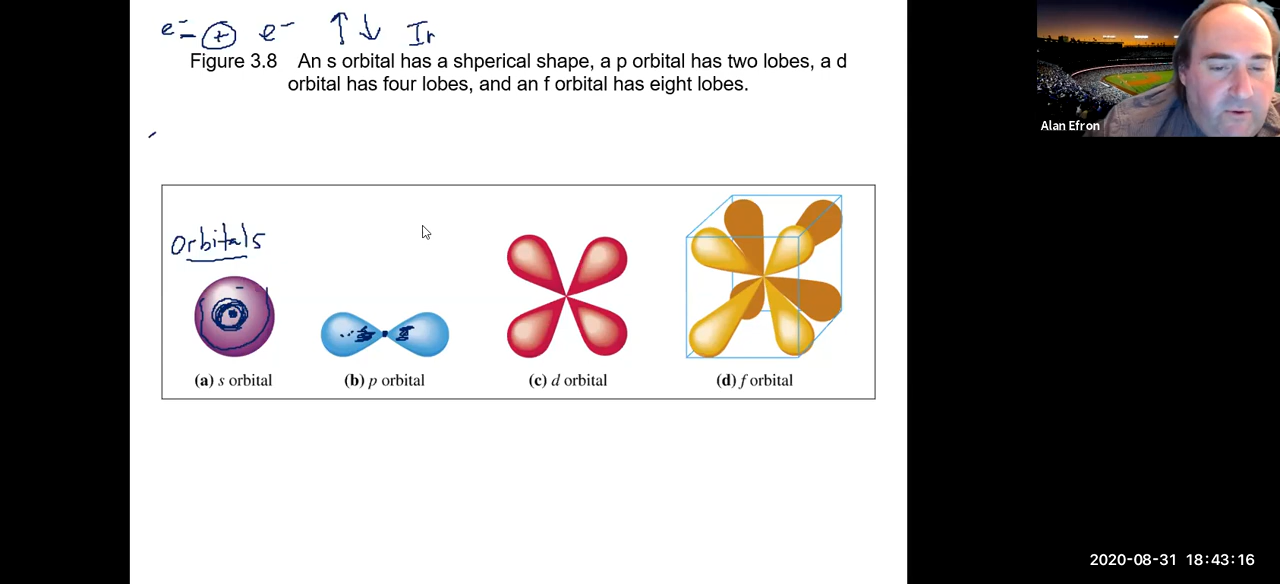 e⁻ = ⊕ e⁻ ↑ ↓ Ir
Figure 3.8 An s orbital has a shperical shape, a p orbital has two lobes, a d
orbital has four lobes, and an f orbital has eight lobes.
Alan Efron
orbitals
(a) s orbital (b) p orbital (c) d orbital (d) f orbital
2020-08-31 18:43:16